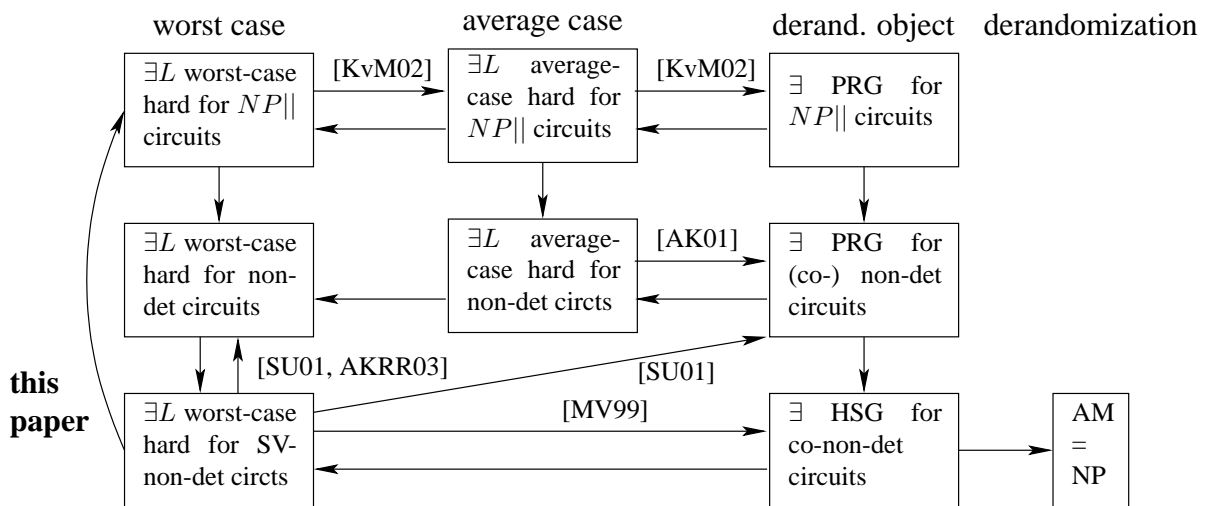 worst case
average case
derand. object
derandomization
∃L worst-case
hard for NP||
circuits
[KvM02]
∃L average-
case hard for
NP|| circuits
[KvM02]
∃ PRG for
NP|| circuits
∃L worst-case
hard for non-
det circuits
∃L average-
case hard for
non-det circts
[AK01]
∃ PRG for
(co-) non-det
circuits
[SU01, AKRR03]
[SU01]
this
paper
∃L worst-case
hard for SV-
non-det circts
[MV99]
∃ HSG for
co-non-det
circuits
AM
=
NP